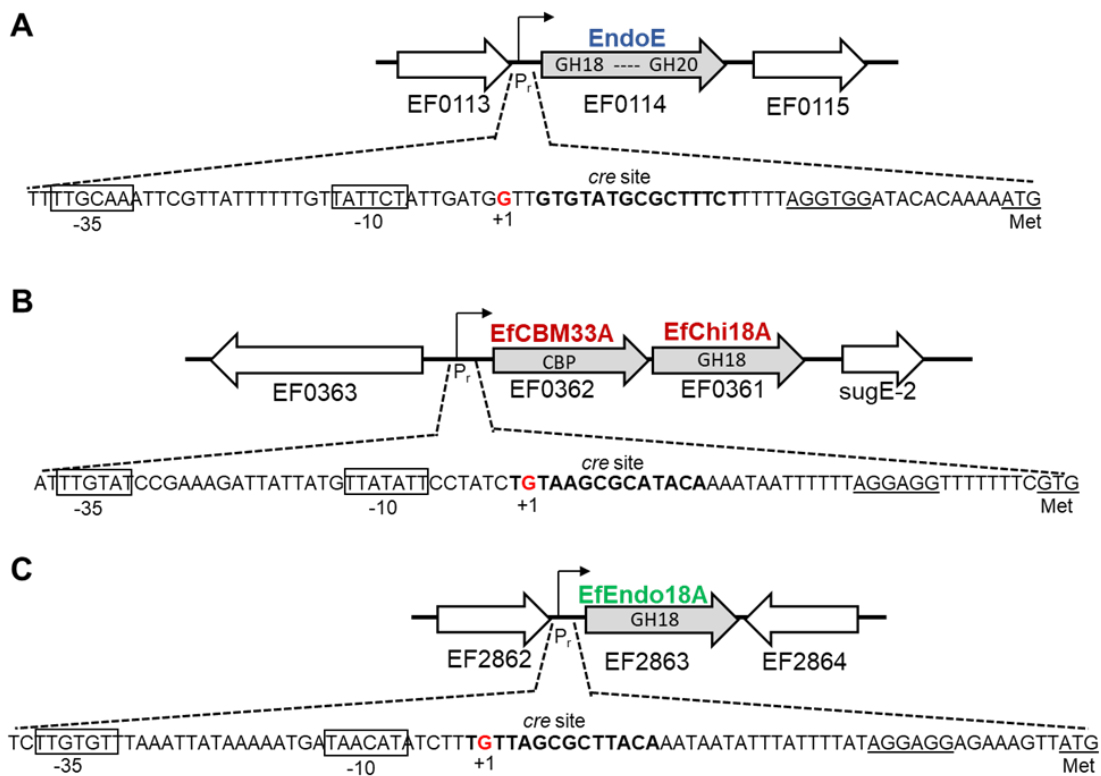 A
EndoE
GH18 ---- GH20
EF0113 Pr EF0114 EF0115
cre site
TTTTGCAAATTCGTTATTTTTTGTTATTCTATTGATGGTTGTGTATGCGCTTTCTTTTTAGGTGGATACACAAAAATG
-35 -10 +1 Met
B
EfCBM33A EfChi18A
CBP GH18
EF0363 Pr EF0362 EF0361 sugE-2
cre site
ATTTGTATCCGAAAGATTATTATGTTATATTCCTATCTGTAAGCGCATACAAAATAATTTTTTAGGAGGTTTTTTTCGTG
-35 -10 +1 Met
C
EfEndo18A
GH18
EF2862 Pr EF2863 EF2864
cre site
TCTTGTGTTTAAATTATAAAAATGATAACATATCTTTGTTAGCGCTTACAAATAATATTTATTTTATAGGAGGAGAAAGTTATG
-35 -10 +1 Met